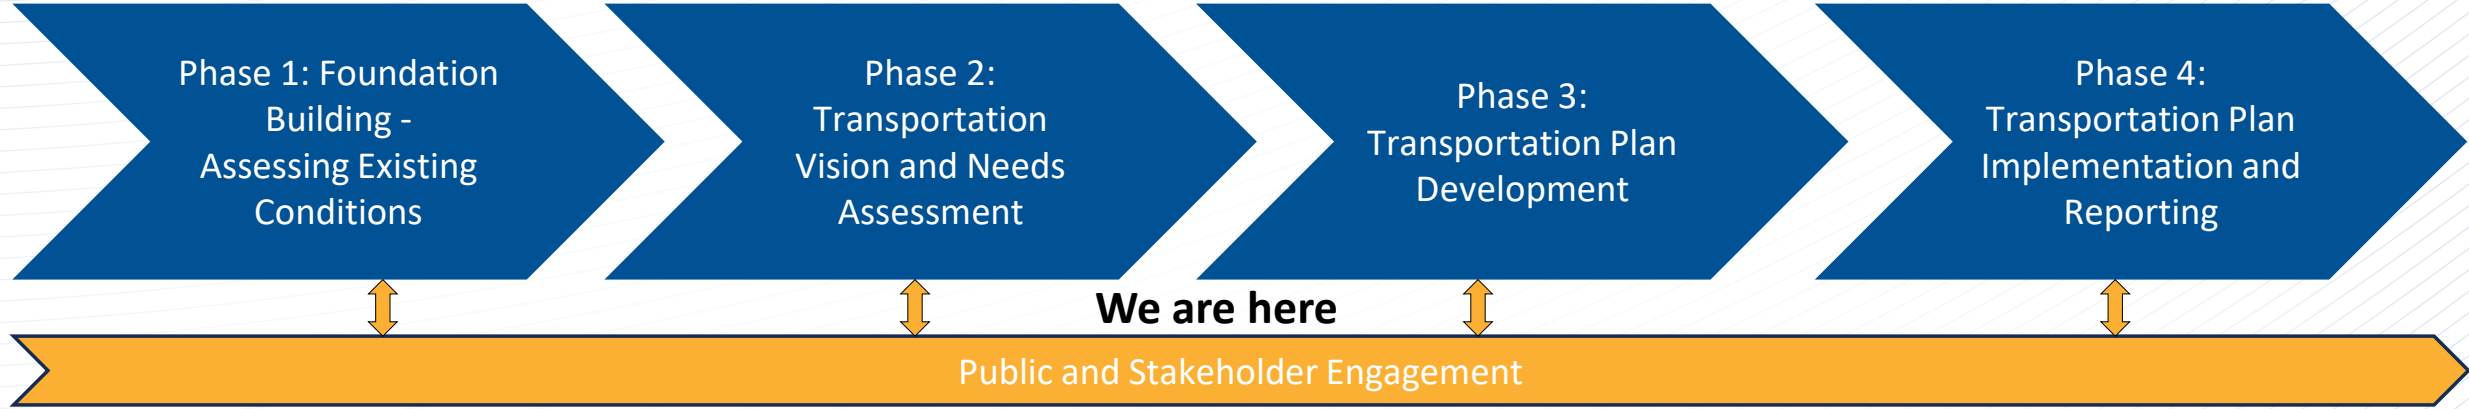 Phase 1: Foundation
Building -
Assessing Existing
Conditions
Phase 2:
Transportation
Vision and Needs
Assessment
Phase 3:
Transportation Plan
Development
Phase 4:
Transportation Plan
Implementation and
Reporting
We are here
Public and Stakeholder Engagement